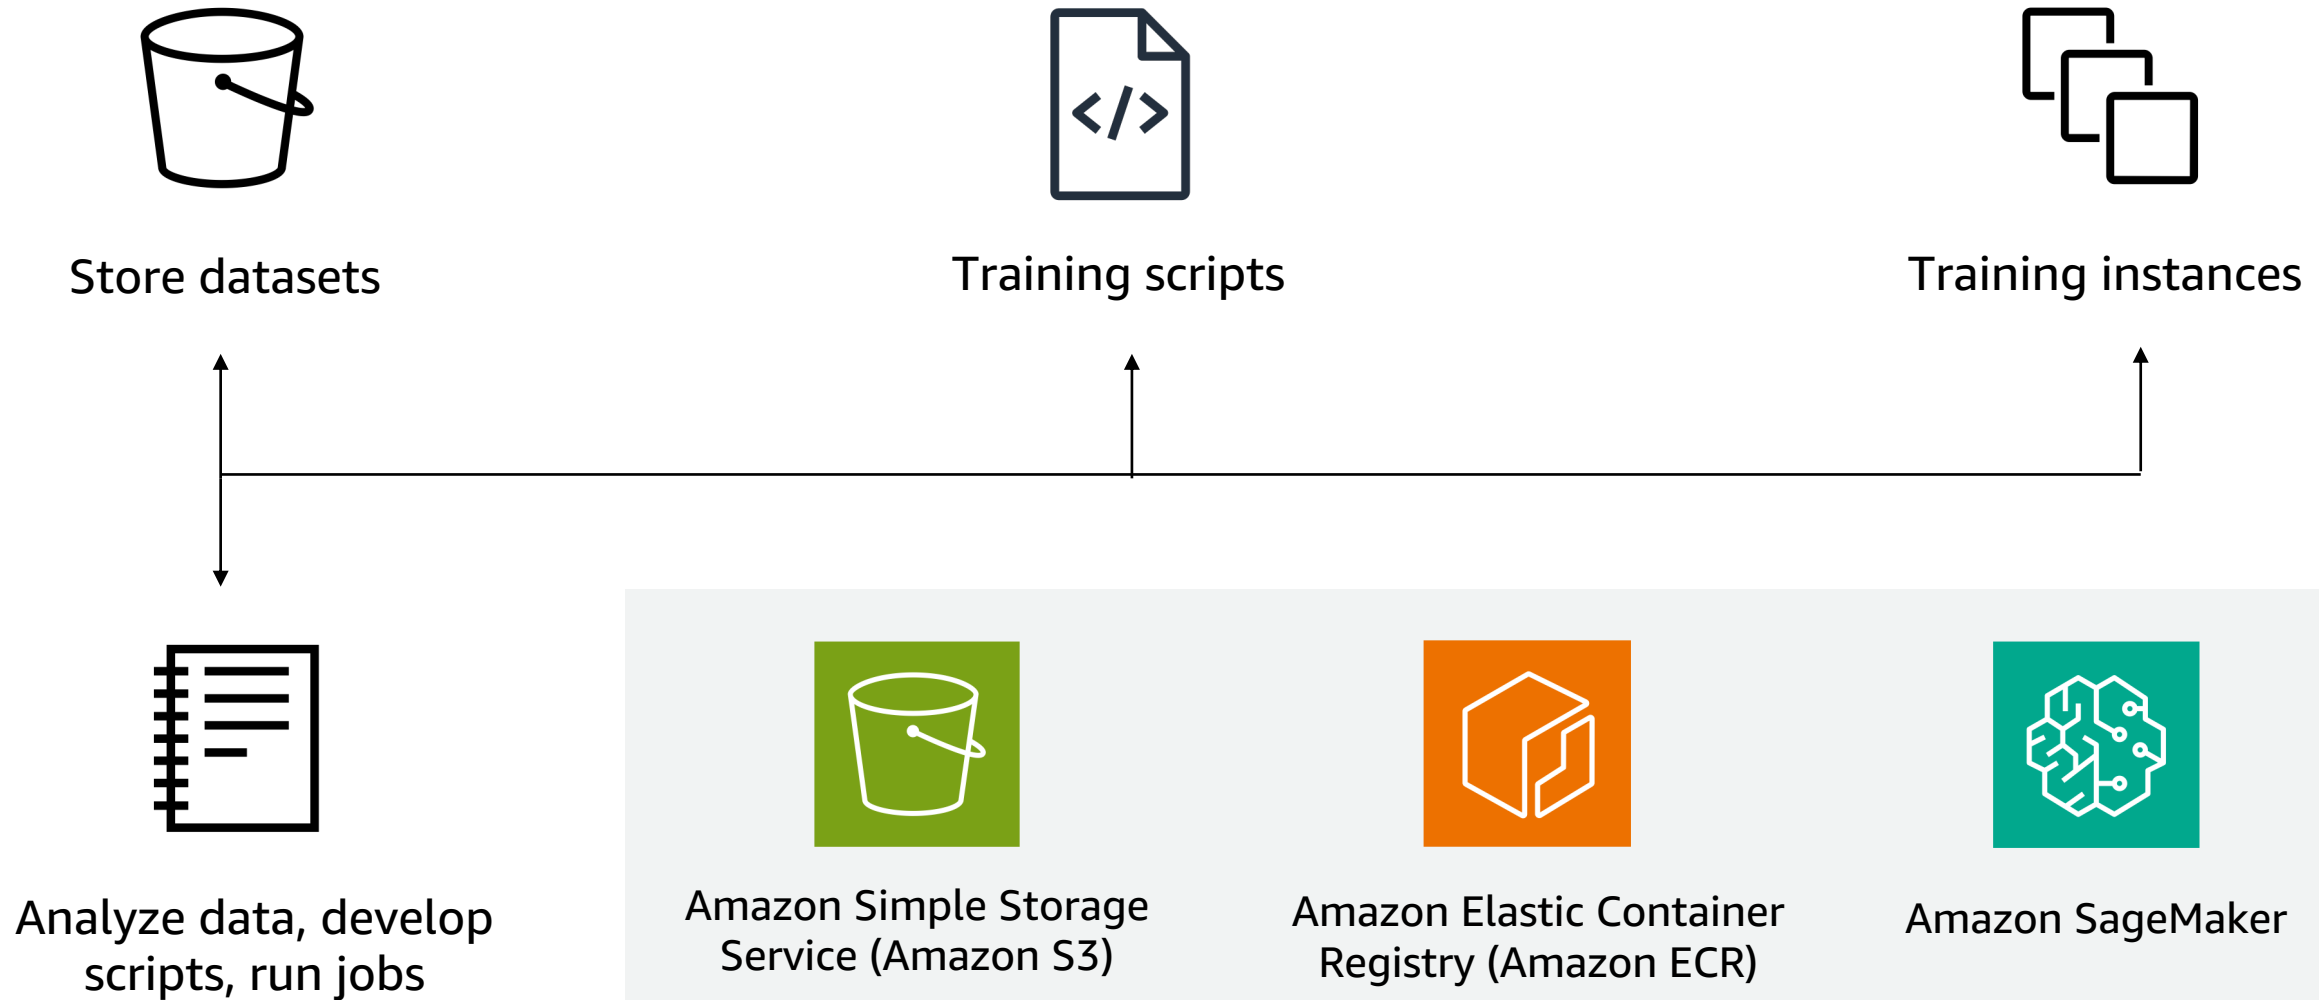 Store datasets
Training scripts
Training instances
</>
Analyze data, develop
scripts, run jobs
Amazon Simple Storage
Service (Amazon S3)
Amazon Elastic Container
Registry (Amazon ECR)
Amazon SageMaker